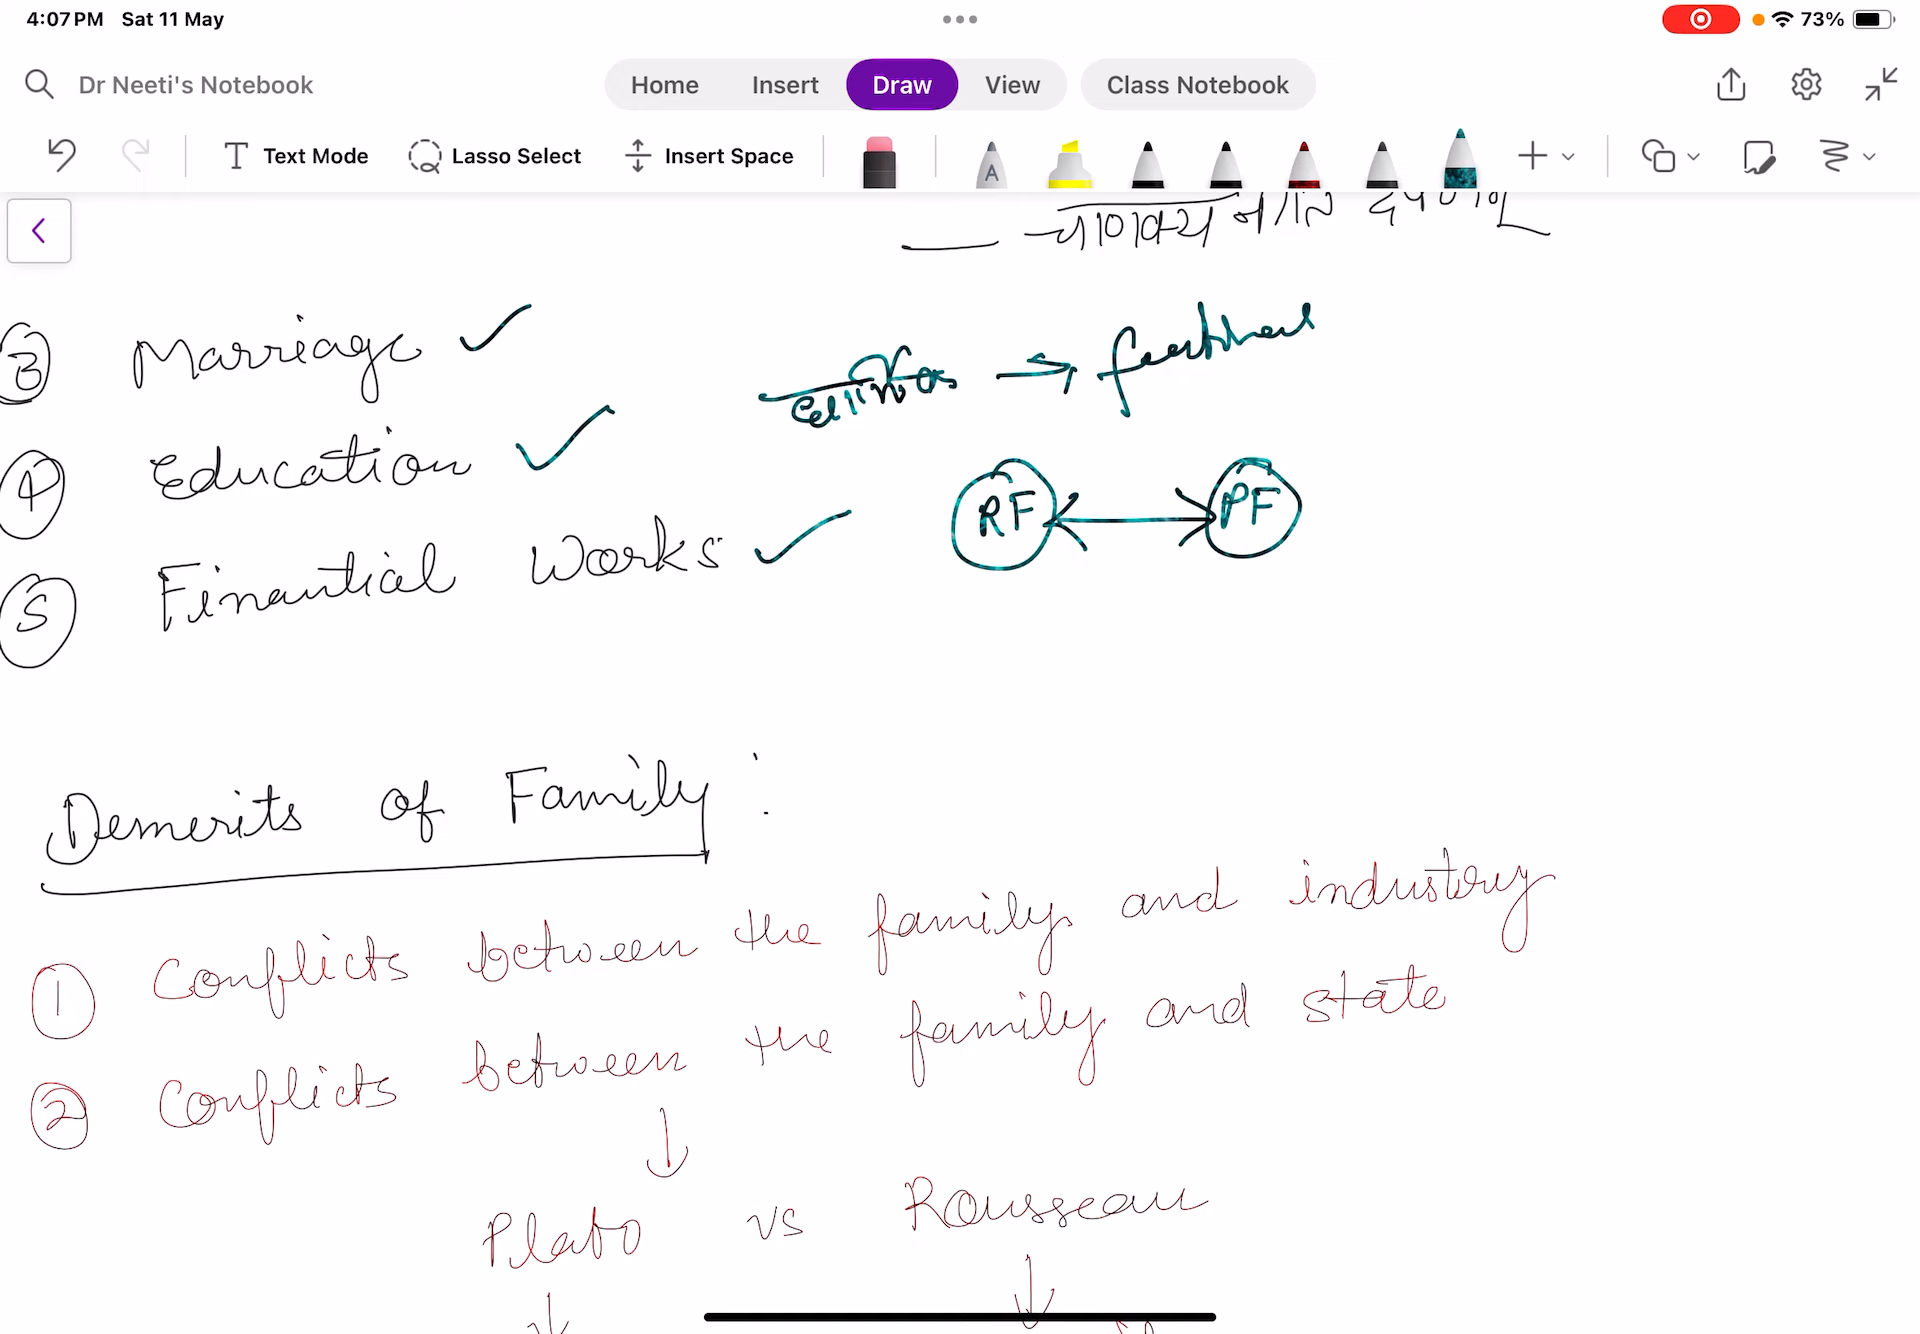 4:07 PM Sat 11 May 73%
Dr Neeti's Notebook Home Insert Draw View Class Notebook
Text Mode Lasso Select Insert Space A
3 Marriage
4 Education
RF PF
5 Finantial Works
Demerits of Family :
1 Conflicts between the family and industry
2 Conflicts between the family and state
Plato vs Rousseau